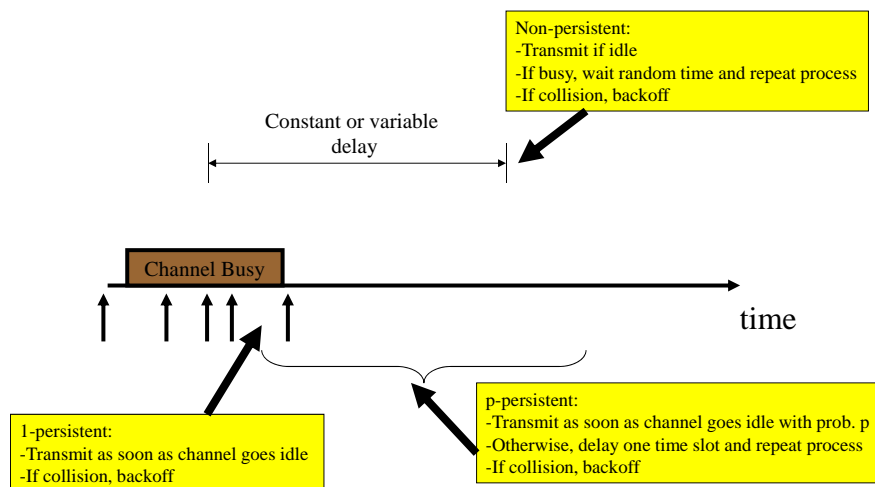 Non-persistent:
-Transmit if idle
-If busy, wait random time and repeat process
-If collision, backoff
Constant or variable
delay
Channel Busy
time
1-persistent:
-Transmit as soon as channel goes idle
-If collision, backoff
p-persistent:
-Transmit as soon as channel goes idle with prob. p
-Otherwise, delay one time slot and repeat process
-If collision, backoff